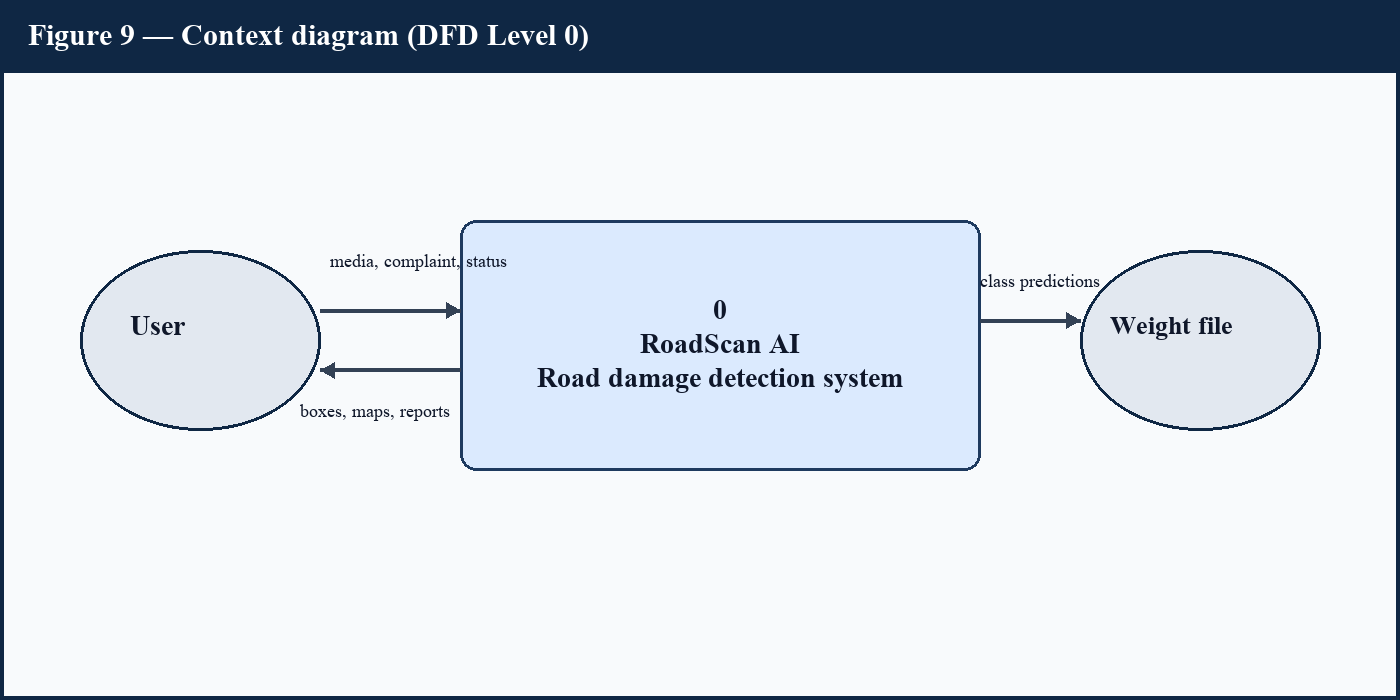 Figure 9 — Context diagram (DFD Level 0)
media, complaint, status
User
boxes, maps, reports
0
RoadScan AI
Road damage detection system
class predictions
Weight file